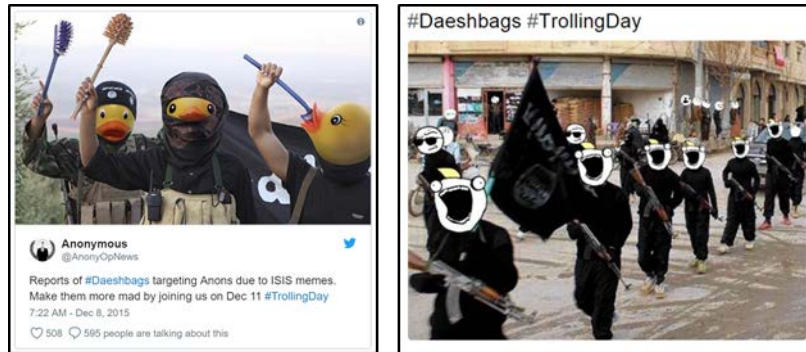 Anonymous
@AnonyOpNews
Reports of #Daeshbags targeting Anons due to ISIS memes.
Make them more mad by joining us on Dec 11 #TrollingDay
7:22 AM - Dec 8, 2015
508 595 people are talking about this
#Daeshbags #TrollingDay